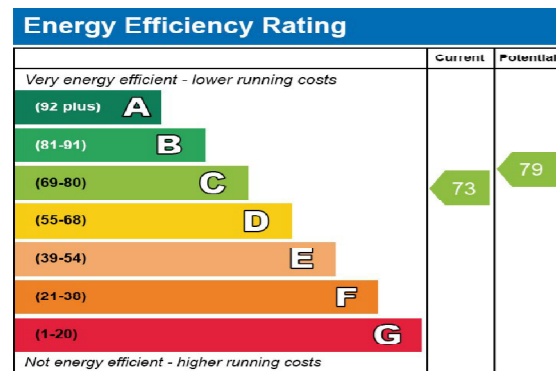 Energy Efficiency Rating
Current Potential
Very energy efficient - lower running costs
(92 plus) A
(81-91) B
(69-80) C
73
79
(55-68) D
(39-54) E
(21-30) F
(1-20) G
Not energy efficient - higher running costs